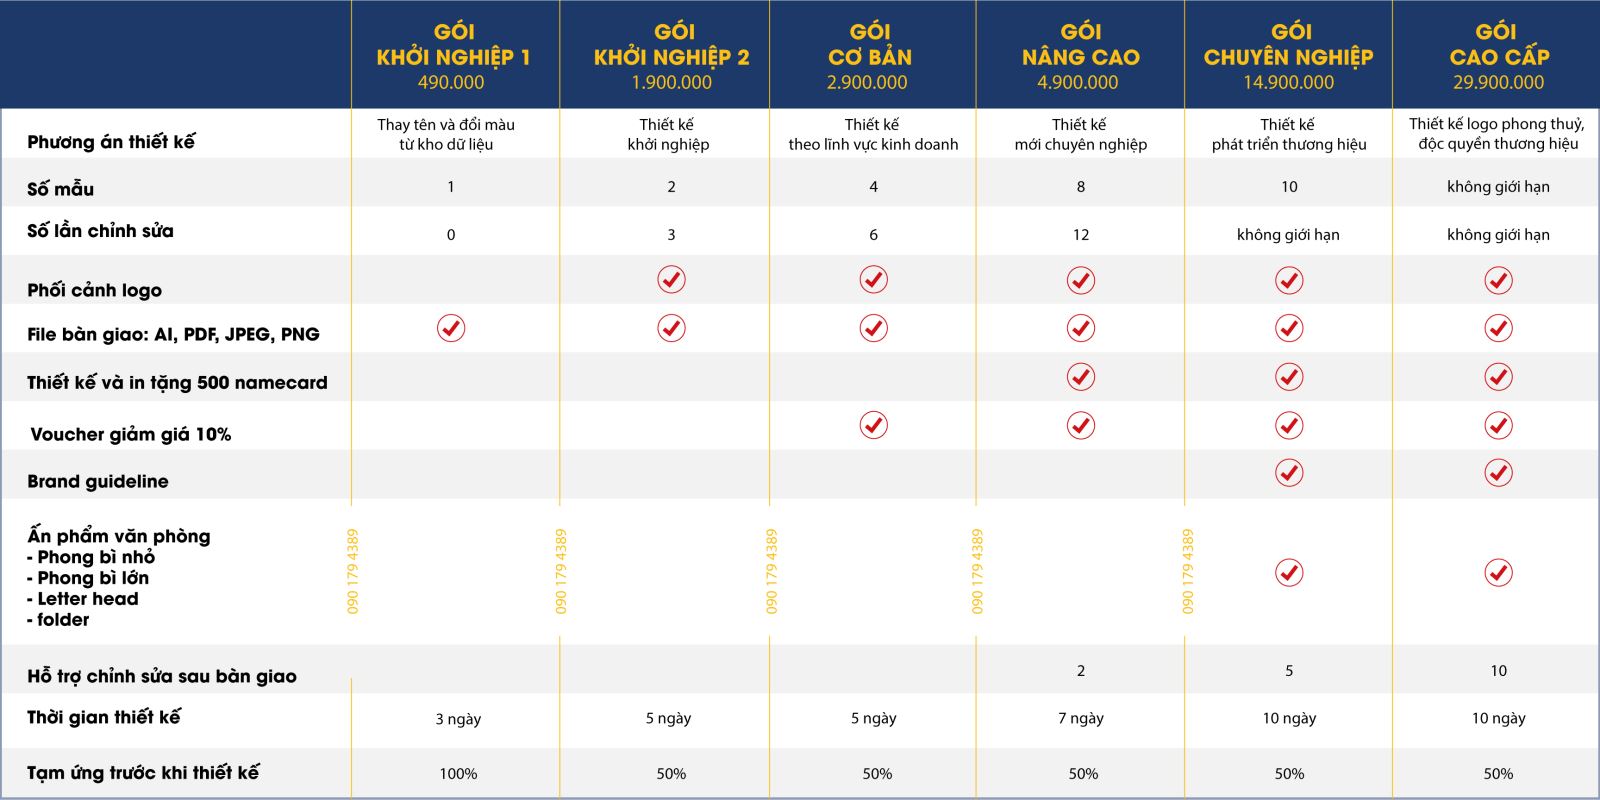 GÓI
KHỞI NGHIỆP 1
490.000
GÓI
KHỞI NGHIỆP 2
1.900.000
GÓI
CƠ BẢN
2.900.000
GÓI
NÂNG CAO
4.900.000
GÓI
CHUYÊN NGHIỆP
14.900.000
GÓI
CAO CẤP
29.900.000
Phương án thiết kế
Thay tên và đổi màu
từ kho dữ liệu
Thiết kế
khởi nghiệp
Thiết kế
theo lĩnh vực kinh doanh
Thiết kế
mới chuyên nghiệp
Thiết kế
phát triển thương hiệu
Thiết kế logo phong thuỷ,
độc quyền thương hiệu
Số mẫu
1
2
4
8
10
không giới hạn
Số lần chỉnh sửa
0
3
6
12
không giới hạn
không giới hạn
Phối cảnh logo
File bàn giao: AI, PDF, JPEG, PNG
Thiết kế và in tặng 500 namecard
Voucher giảm giá 10%
Brand guideline
Ấn phẩm văn phòng
- Phong bì nhỏ
- Phong bì lớn
- Letter head
- folder
090 179 4389
090 179 4389
090 179 4389
090 179 4389
090 179 4389
Hỗ trợ chỉnh sửa sau bàn giao
2
5
10
Thời gian thiết kế
3 ngày
5 ngày
5 ngày
7 ngày
10 ngày
10 ngày
Tạm ứng trước khi thiết kế
100%
50%
50%
50%
50%
50%